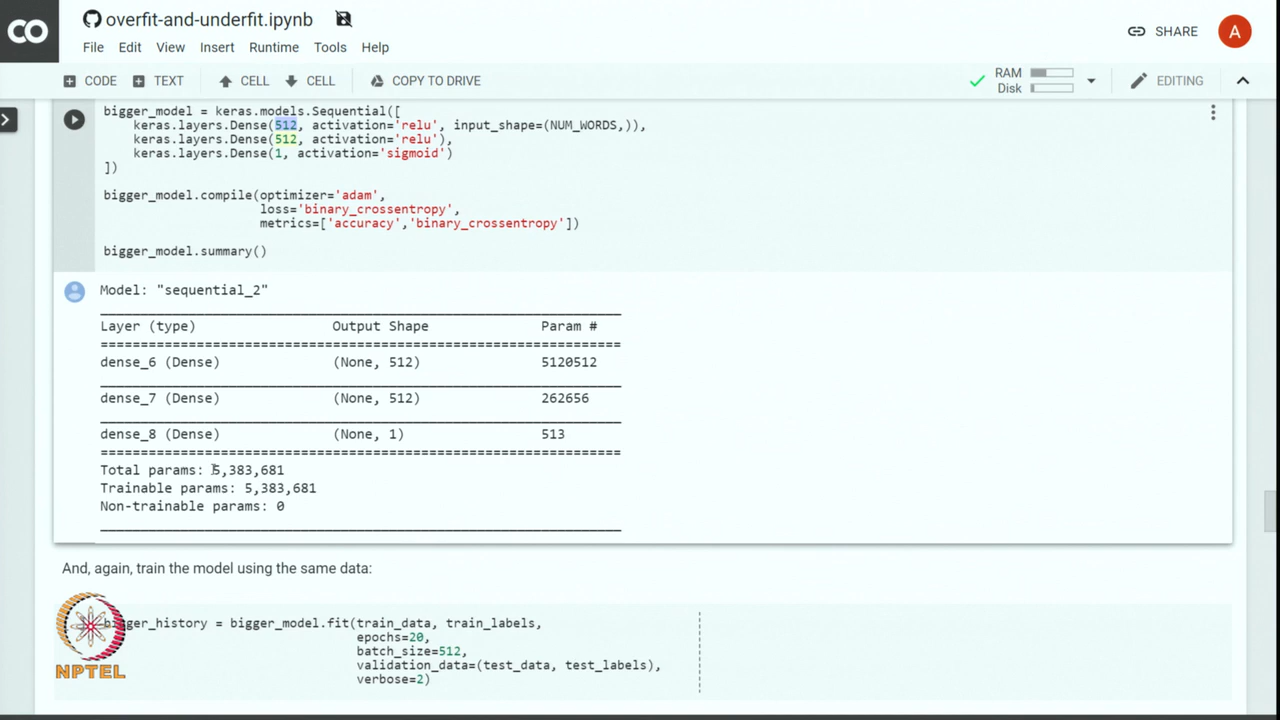 CO overfit-and-underfit.ipynb
SHARE
A
File Edit View Insert Runtime Tools Help
CODE TEXT CELL CELL COPY TO DRIVE
RAM
Disk
EDITING
bigger_model = keras.models.Sequential([
keras.layers.Dense(512, activation='relu', input_shape=(NUM_WORDS,)),
keras.layers.Dense(512, activation='relu'),
keras.layers.Dense(1, activation='sigmoid')
])
bigger_model.compile(optimizer='adam',
loss='binary_crossentropy',
metrics=['accuracy','binary_crossentropy'])
bigger_model.summary()
Model: "sequential_2"
Layer (type) Output Shape Param #
dense_6 (Dense) (None, 512) 5120512
dense_7 (Dense) (None, 512) 262656
dense_8 (Dense) (None, 1) 513
Total params: 5,383,681
Trainable params: 5,383,681
Non-trainable params: 0
And, again, train the model using the same data:
bigger_history = bigger_model.fit(train_data, train_labels,
epochs=20,
batch_size=512,
validation_data=(test_data, test_labels),
verbose=2)
NPTEL